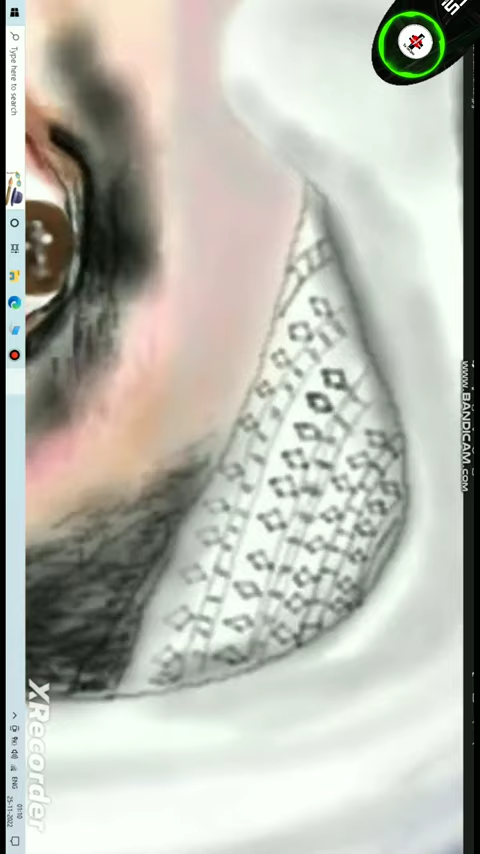 Type here to search
ENG
01:10
25-11-2022
WWW.BANDICAM.COM
XRecorder